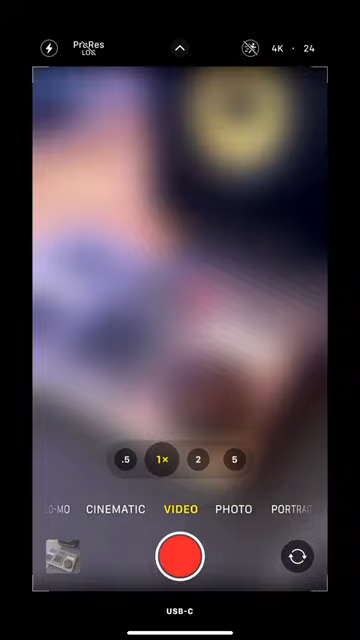 ProRes
LOG
4K · 24
.5 1× 2 5
O-MO CINEMATIC VIDEO PHOTO PORTRAIT
USB-C